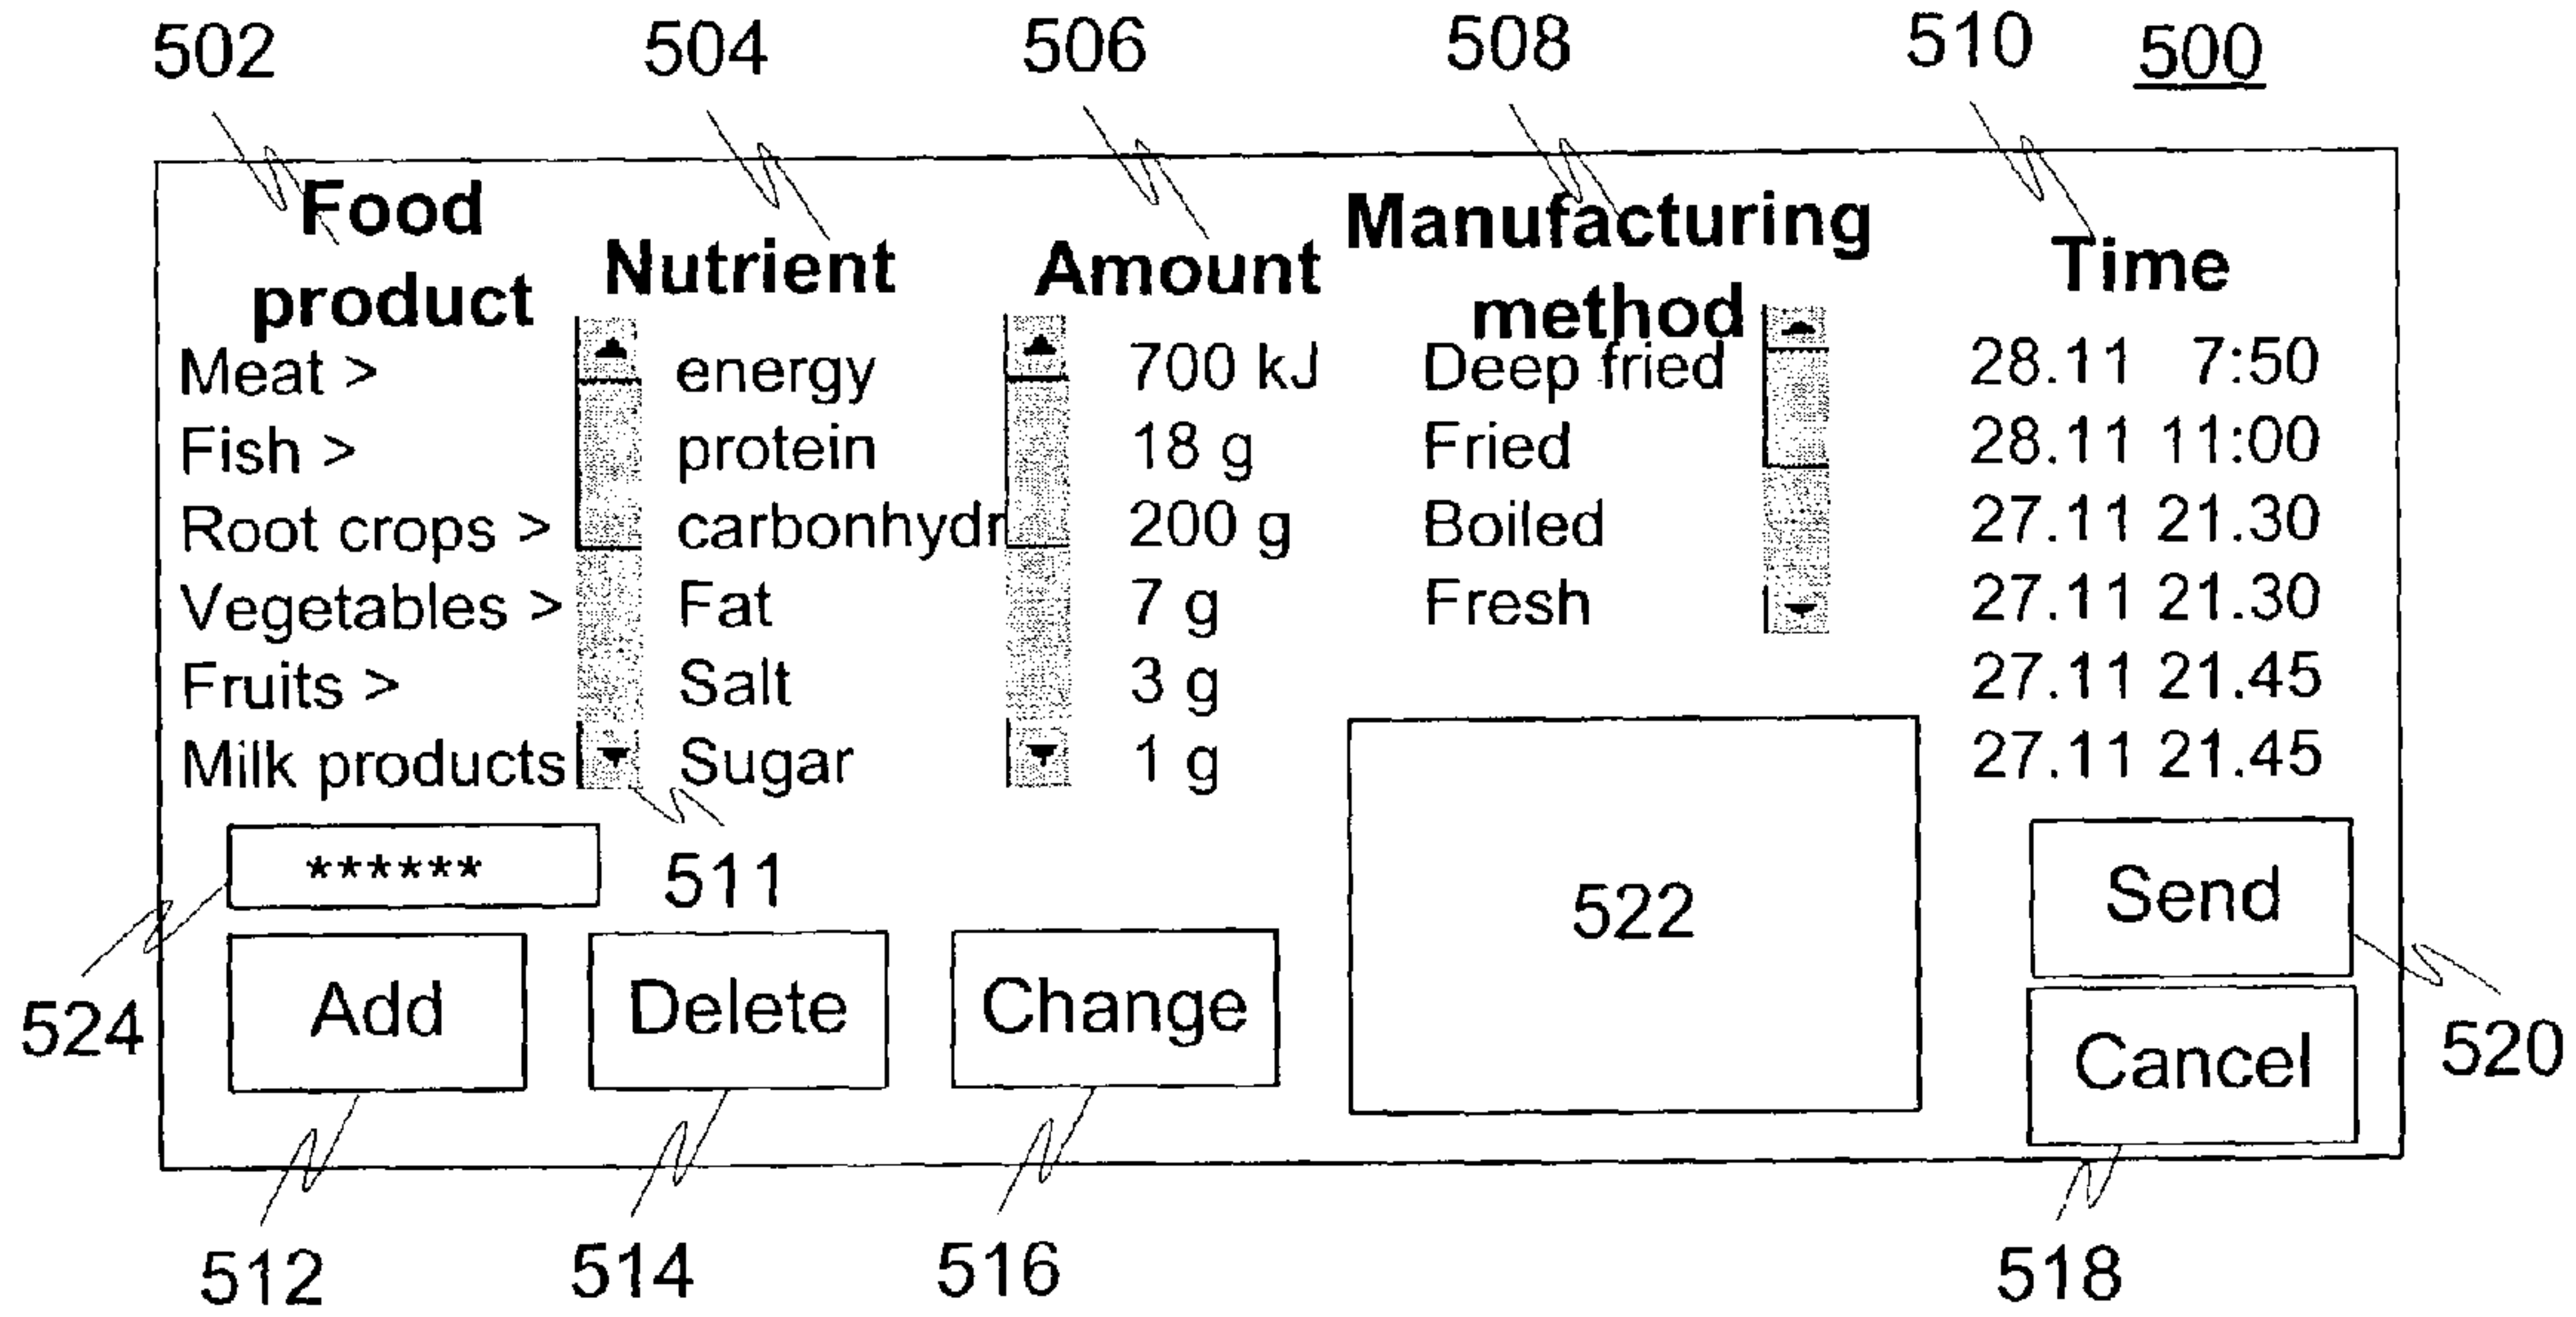 502 504 506 508 510 500
Food product
Nutrient
Amount
Manufacturing method
Time
Meat > energy 700 kJ Deep fried 28.11 7:50
Fish > protein 18 g Fried 28.11 11:00
Root crops > carbonhydr 200 g Boiled 27.11 21.30
Vegetables > Fat 7 g Fresh 27.11 21.30
Fruits > Salt 3 g 27.11 21.45
Milk products Sugar 1 g 27.11 21.45
****** 511 522 Send
524 Add Delete Change Cancel 520
512 514 516 518